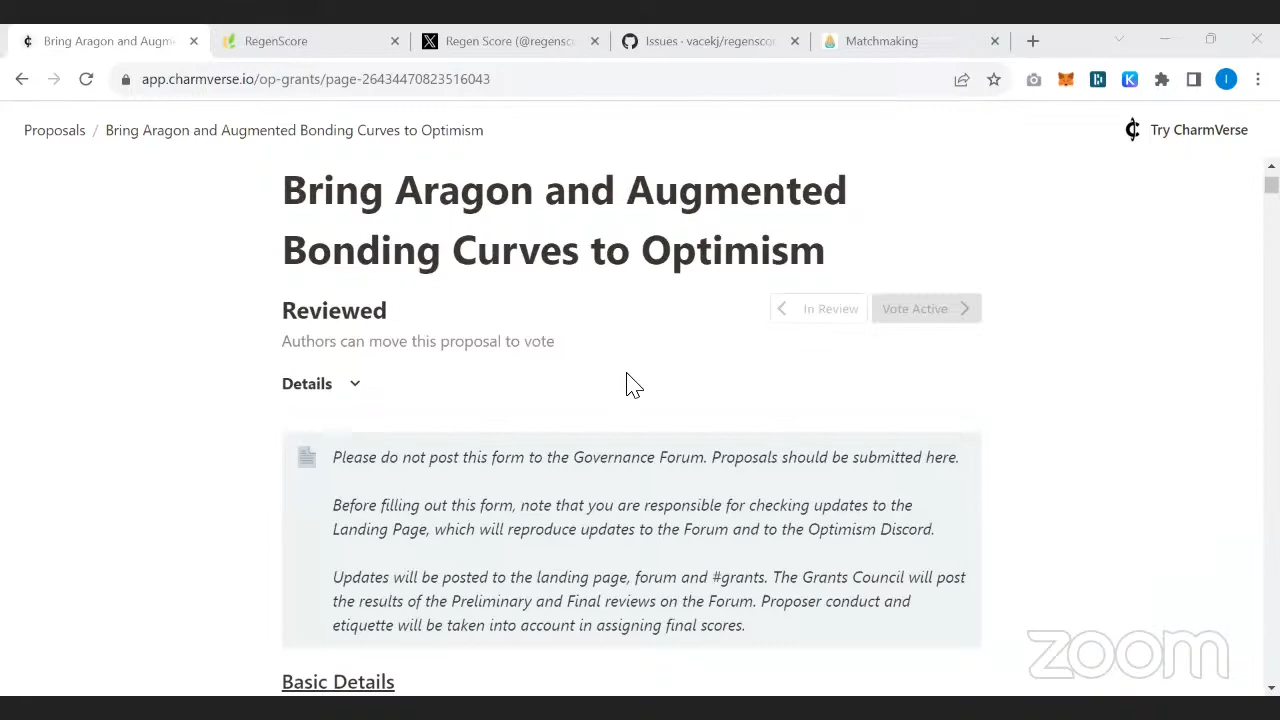 Bring Aragon and Augm
RegenScore
Regen Score (@regensc
Issues · vacekj/regenscor
Matchmaking
app.charmverse.io/op-grants/page-26434470823516043
Proposals / Bring Aragon and Augmented Bonding Curves to Optimism
Try CharmVerse
Bring Aragon and Augmented
Bonding Curves to Optimism
Reviewed
In Review
Vote Active
Authors can move this proposal to vote
Details
Please do not post this form to the Governance Forum. Proposals should be submitted here.
Before filling out this form, note that you are responsible for checking updates to the
Landing Page, which will reproduce updates to the Forum and to the Optimism Discord.
Updates will be posted to the landing page, forum and #grants. The Grants Council will post
the results of the Preliminary and Final reviews on the Forum. Proposer conduct and
etiquette will be taken into account in assigning final scores.
zoom
Basic Details